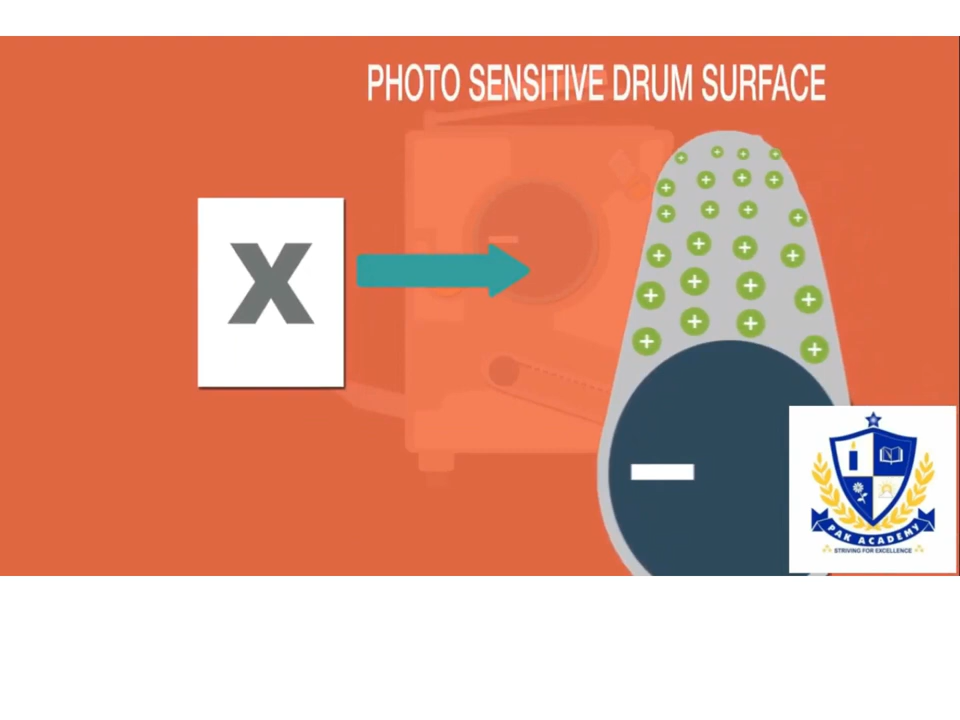 PHOTO SENSITIVE DRUM SURFACE
X
PAK ACADEMY
STRIVING FOR EXCELLENCE